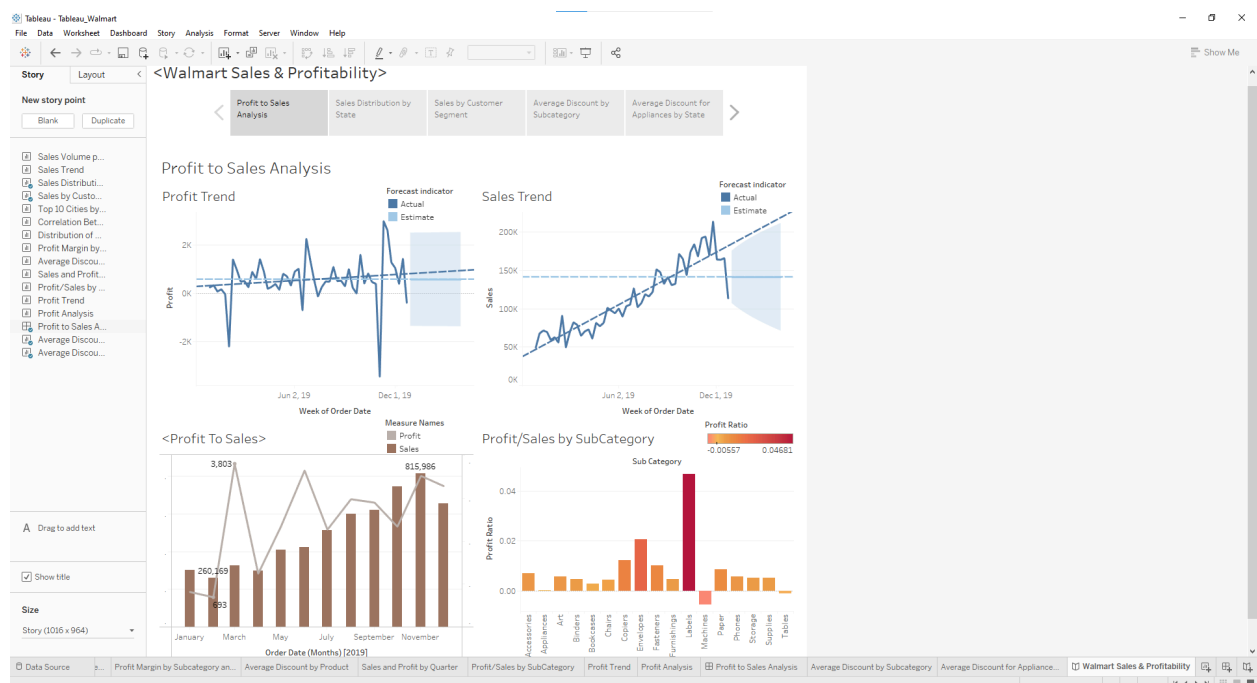 Tableau - Tableau_Walmart
File Data Worksheet Dashboard Story Analysis Format Server Window Help
Show Me
Story Layout
New story point
Blank Duplicate
Sales Volume p...
Sales Trend
Sales Distributi...
Sales by Custo...
Top 10 Cities by...
Correlation Bet...
Distribution of ...
Profit Margin by...
Average Discou...
Sales and Profit...
Profit/Sales by ...
Profit Trend
Profit Analysis
Profit to Sales A...
Average Discou...
Average Discou...
A Drag to add text
Show title
Size
Story (1016 x 964)
<Walmart Sales & Profitability>
Profit to Sales Analysis
Sales Distribution by State
Sales by Customer Segment
Average Discount by Subcategory
Average Discount for Appliances by State
Profit to Sales Analysis
Profit Trend
Forecast indicator
Actual
Estimate
Profit
2K
0K
-2K
Jun 2, 19 Dec 1, 19
Week of Order Date
Sales Trend
Forecast indicator
Actual
Estimate
Sales
200K
150K
100K
50K
0K
Jun 2, 19 Dec 1, 19
Week of Order Date
<Profit To Sales>
Measure Names
Profit
Sales
3,803
815,986
260,169
693
January March May July September November
Order Date (Months) [2019]
Profit/Sales by SubCategory
Profit Ratio
-0.00557 0.04681
Sub Category
Profit Ratio
0.04
0.02
0.00
Accessories
Appliances
Art
Binders
Bookcases
Chairs
Copiers
Envelopes
Fasteners
Furnishings
Labels
Machines
Paper
Phones
Storage
Supplies
Tables
Data Source e... Profit Margin by Subcategory an... Average Discount by Product Sales and Profit by Quarter Profit/Sales by SubCategory Profit Trend Profit Analysis Profit to Sales Analysis Average Discount by Subcategory Average Discount for Appliance... Walmart Sales & Profitability